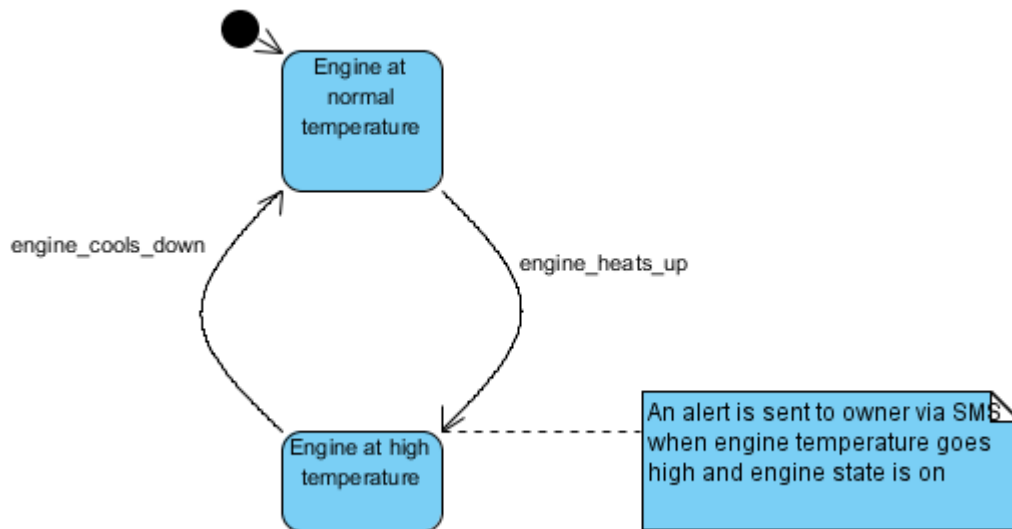 Engine at
normal
temperature
engine_cools_down
engine_heats_up
Engine at high
temperature
An alert is sent to owner via SMS
when engine temperature goes
high and engine state is on